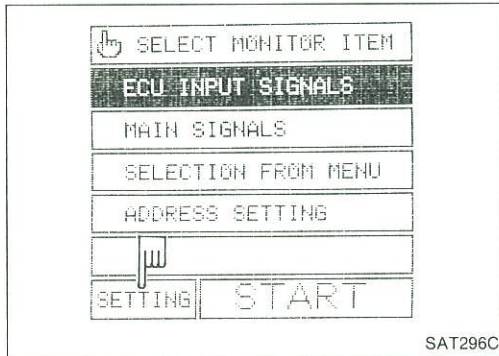 SELECT MONITOR ITEM
ECU INPUT SIGNALS
MAIN SIGNALS
SELECTION FROM MENU
ADDRESS SETTING
SETTING START
SAT296C